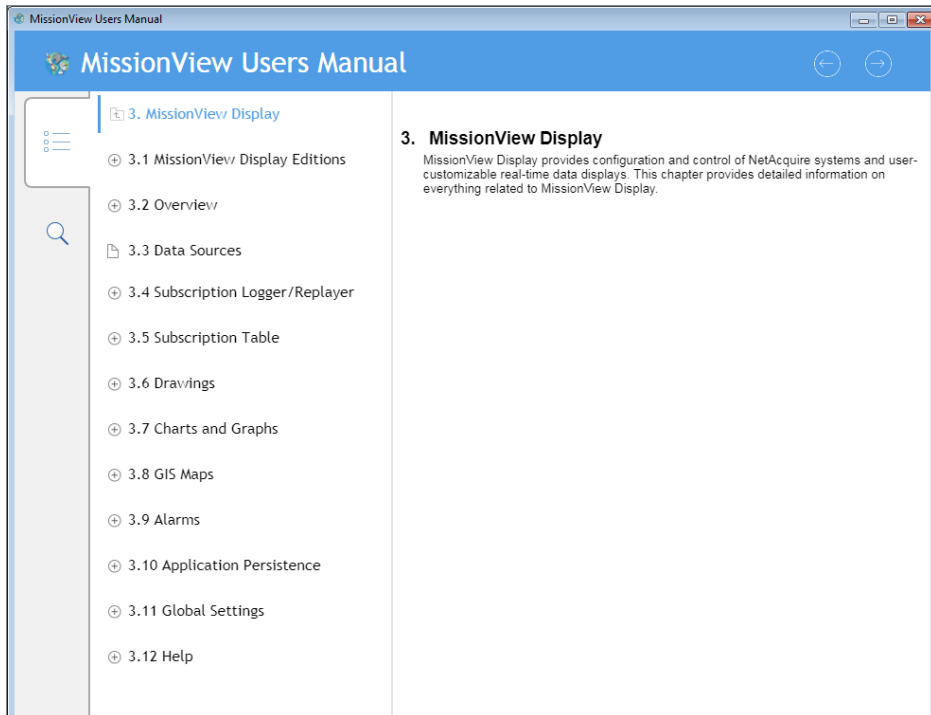 MissionView Users Manual
MissionView Users Manual
3. MissionView Display
3.1 MissionView Display Editions
3.2 Overview
3.3 Data Sources
3.4 Subscription Logger/Replayer
3.5 Subscription Table
3.6 Drawings
3.7 Charts and Graphs
3.8 GIS Maps
3.9 Alarms
3.10 Application Persistence
3.11 Global Settings
3.12 Help
3. MissionView Display
MissionView Display provides configuration and control of NetAcquire systems and user-
customizable real-time data displays. This chapter provides detailed information on
everything related to MissionView Display.